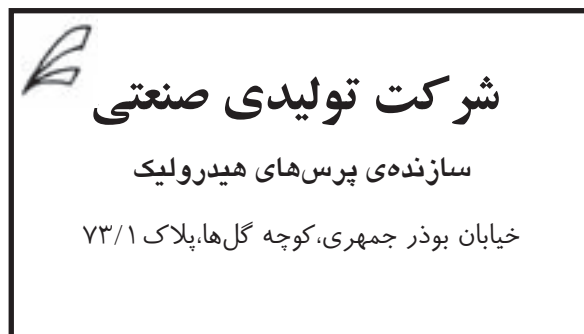 شرکت تولیدی صنعتی
سازنده‌ی پرس‌های هیدرولیک
خیابان بوذر جمهری،کوچه گل‌ها،پلاک ۷۳/۱